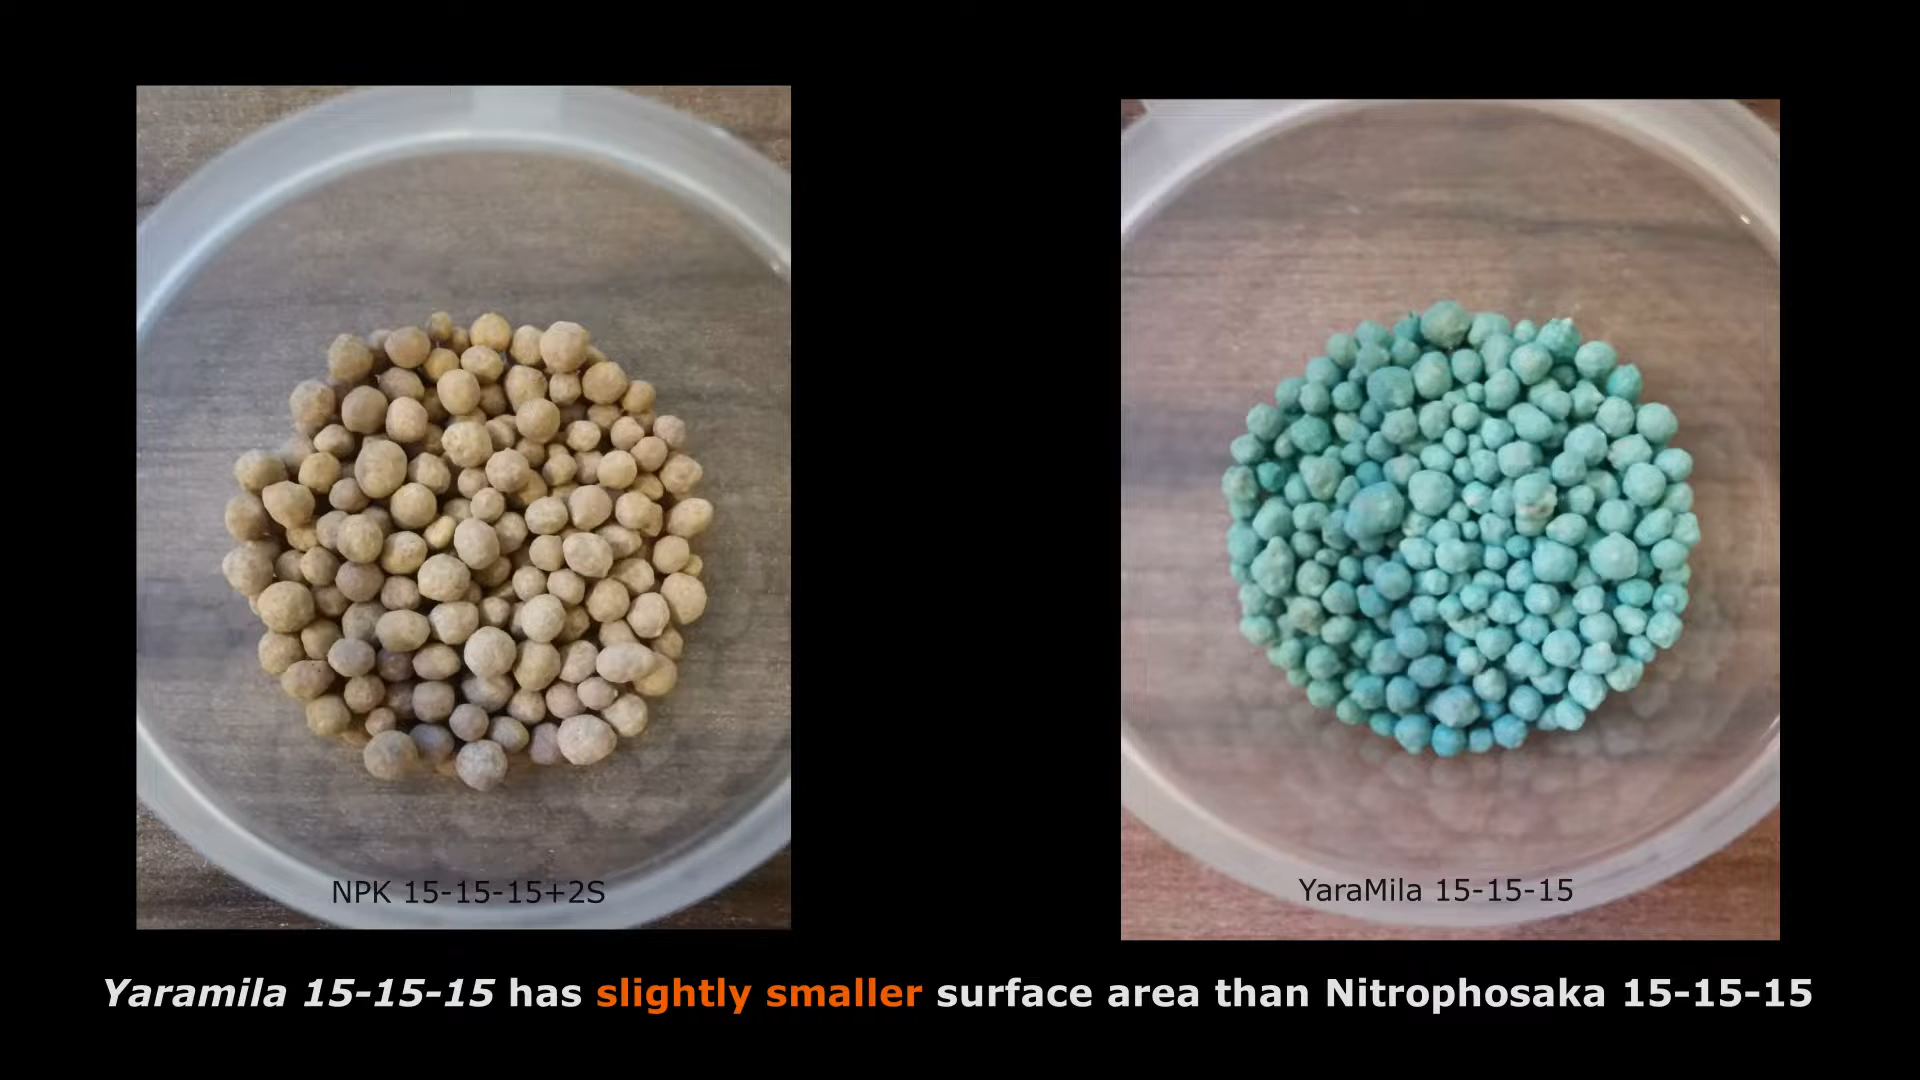 NPK 15-15-15+2S
YaraMila 15-15-15
Yaramila 15-15-15 has slightly smaller surface area than Nitrophosaka 15-15-15